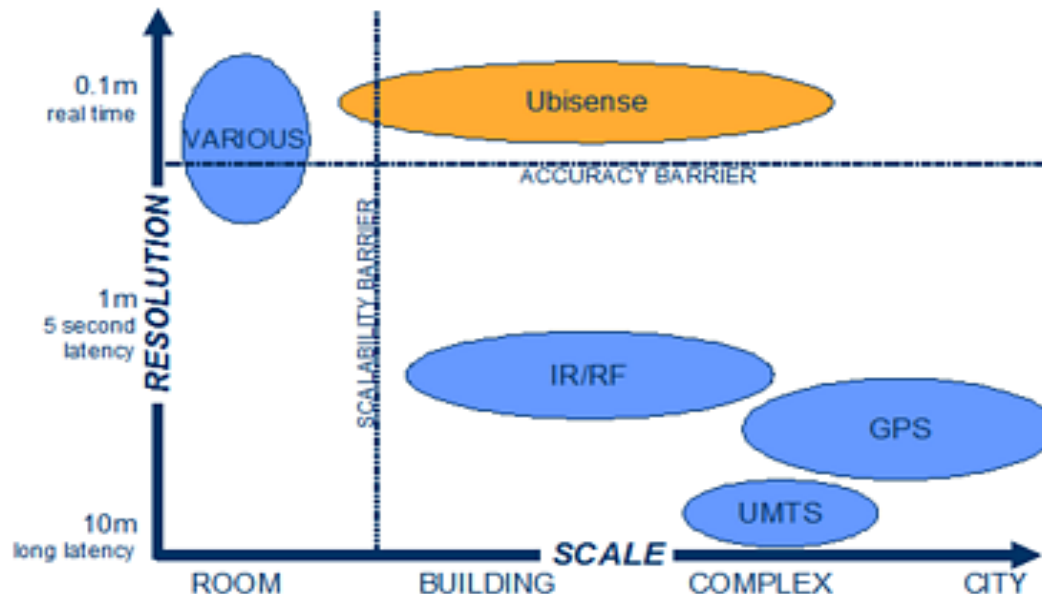 0.1m
real time
VARIOUS
Ubisense
ACCURACY BARRIER
SCALABILITY BARRIER
RESOLUTION
1m
5 second
latency
IR/RF
GPS
UMTS
10m
long latency
SCALE
ROOM
BUILDING
COMPLEX
CITY